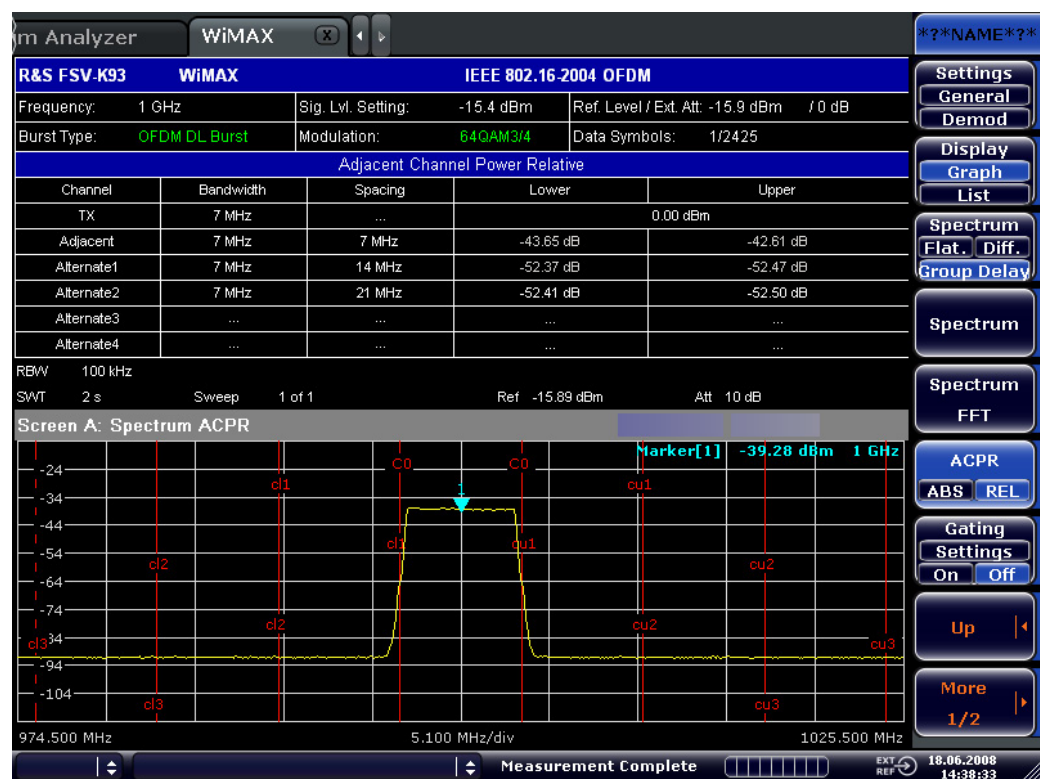 m Analyzer WiMAX x *?*NAME*?*
R&S FSV-K93 WiMAX IEEE 802.16-2004 OFDM
Frequency: 1 GHz Sig. Lvl. Setting: -15.4 dBm Ref. Level / Ext. Att: -15.9 dBm / 0 dB
Burst Type: OFDM DL Burst Modulation: 64QAM3/4 Data Symbols: 1/2425
Adjacent Channel Power Relative
Channel Bandwidth Spacing Lower Upper
TX 7 MHz ... 0.00 dBm
Adjacent 7 MHz 7 MHz -43.65 dB -42.61 dB
Alternate1 7 MHz 14 MHz -52.37 dB -52.47 dB
Alternate2 7 MHz 21 MHz -52.41 dB -52.50 dB
Alternate3 ... ... ... ...
Alternate4 ... ... ... ...
RBW 100 kHz
SWT 2 s Sweep 1 of 1 Ref -15.89 dBm Att 10 dB
Screen A: Spectrum ACPR
Marker[1] -39.28 dBm 1 GHz
-24 C0 C0
cl1 cu1
1
-34
-44
cl1 cu1
-54
cl2 cu2
-64
-74
cl2 cu2
cl3 cu3
-94
-104
cl3 cu3
974.500 MHz 5.100 MHz/div 1025.500 MHz
Measurement Complete EXT REF 18.06.2008
14:38:33
Settings
General
Demod
Display
Graph
List
Spectrum
Flat. Diff.
Group Delay
Spectrum
Spectrum
FFT
ACPR
ABS REL
Gating
Settings
On Off
Up
More
1/2